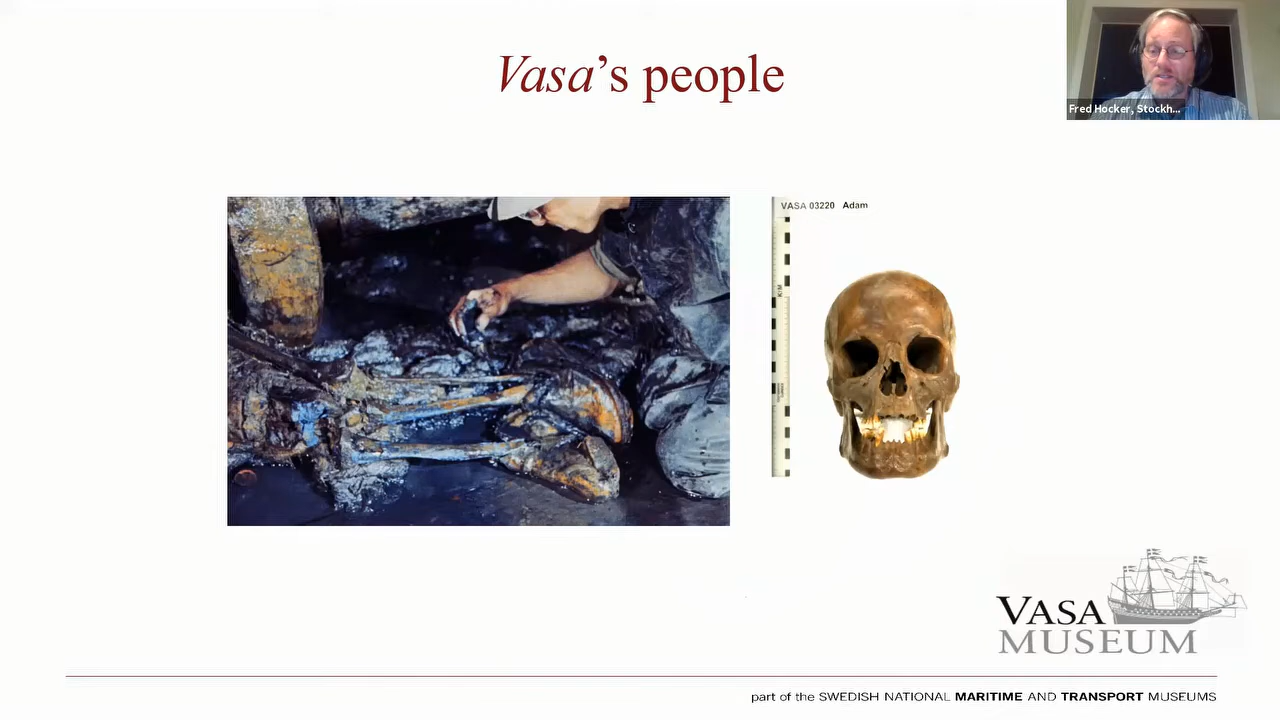 Vasa’s people
Fred Hocker, Stockh...
VASA 03220 Adam
VASA
MUSEUM
part of the SWEDISH NATIONAL MARITIME AND TRANSPORT MUSEUMS